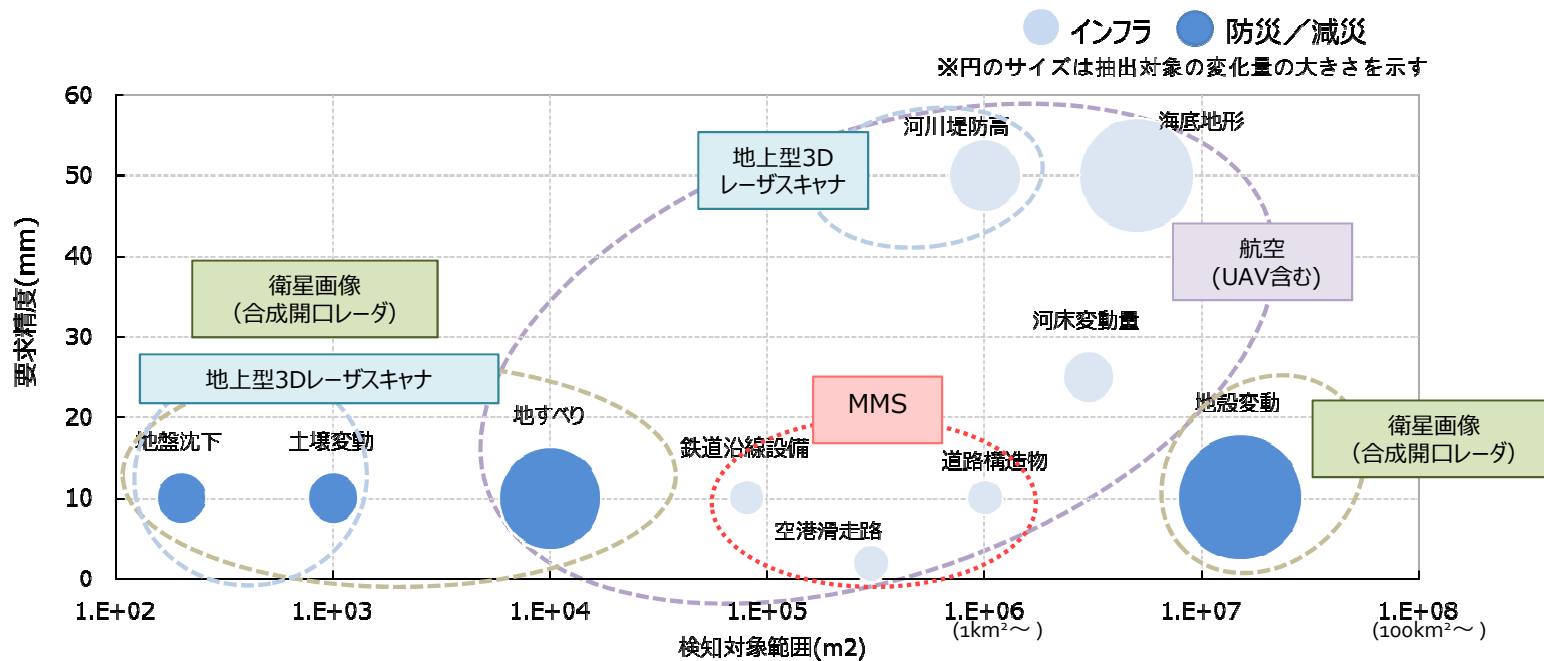 インフラ 防災／減災
※円のサイズは抽出対象の変化量の大きさを示す
60
50
40
30
20
10
0
要求精度(mm)
河川堤防高
海底地形
地上型3D
レーザスキャナ
航空
(UAV含む)
衛星画像
（合成開口レーダ）
河床変動量
地上型3Dレーザスキャナ
MMS
地すべり
地殻変動
衛星画像
（合成開口レーダ）
地盤沈下
土壌変動
鉄道沿線設備
道路構造物
空港滑走路
1.E+02 1.E+03 1.E+04 1.E+05 1.E+06 1.E+07 1.E+08
（1km²～ ） （100km²～ ）
検知対象範囲(m2)